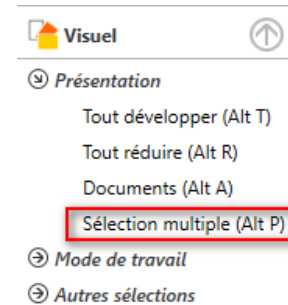 Visuel
Présentation
Tout développer (Alt T)
Tout réduire (Alt R)
Documents (Alt A)
Sélection multiple (Alt P)
Mode de travail
Autres sélections